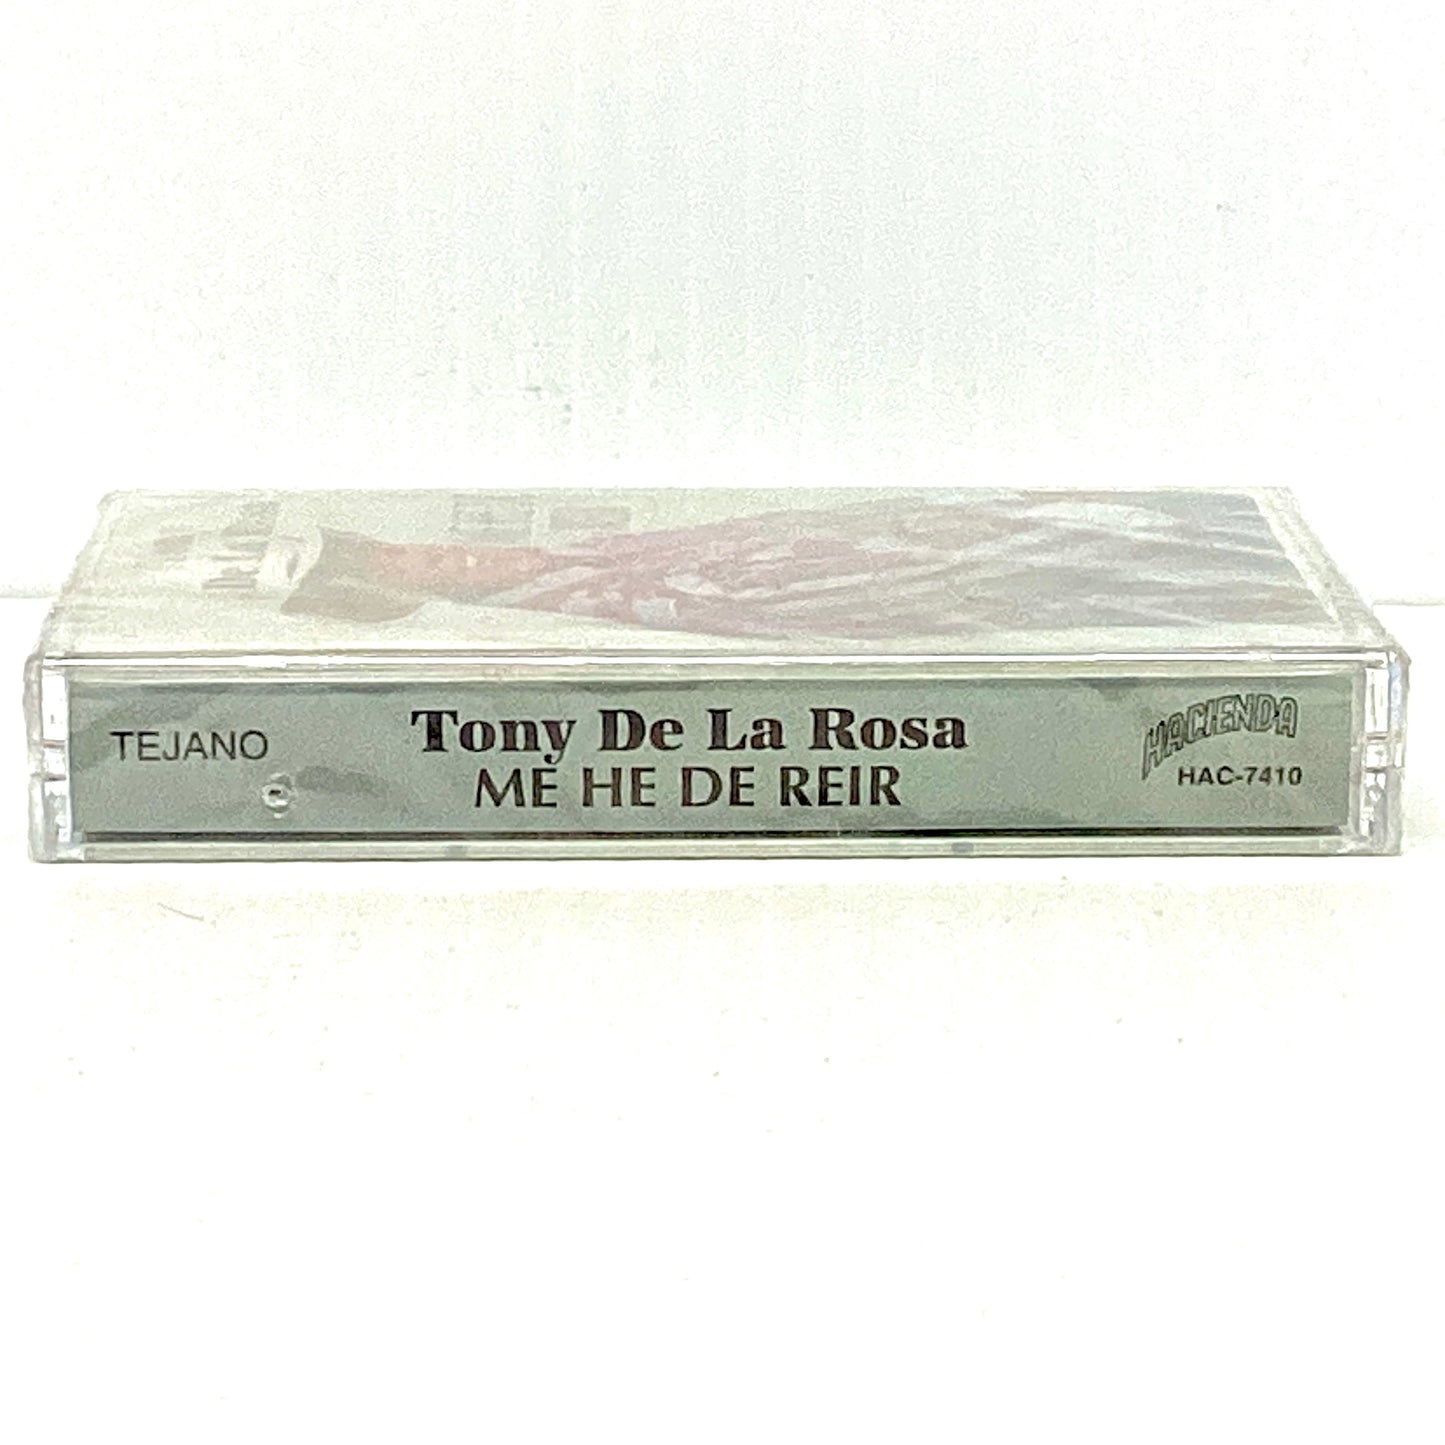 TEJANO
Tony De La Rosa
ME HE DE REIR
HACIENDA
HAC-7410